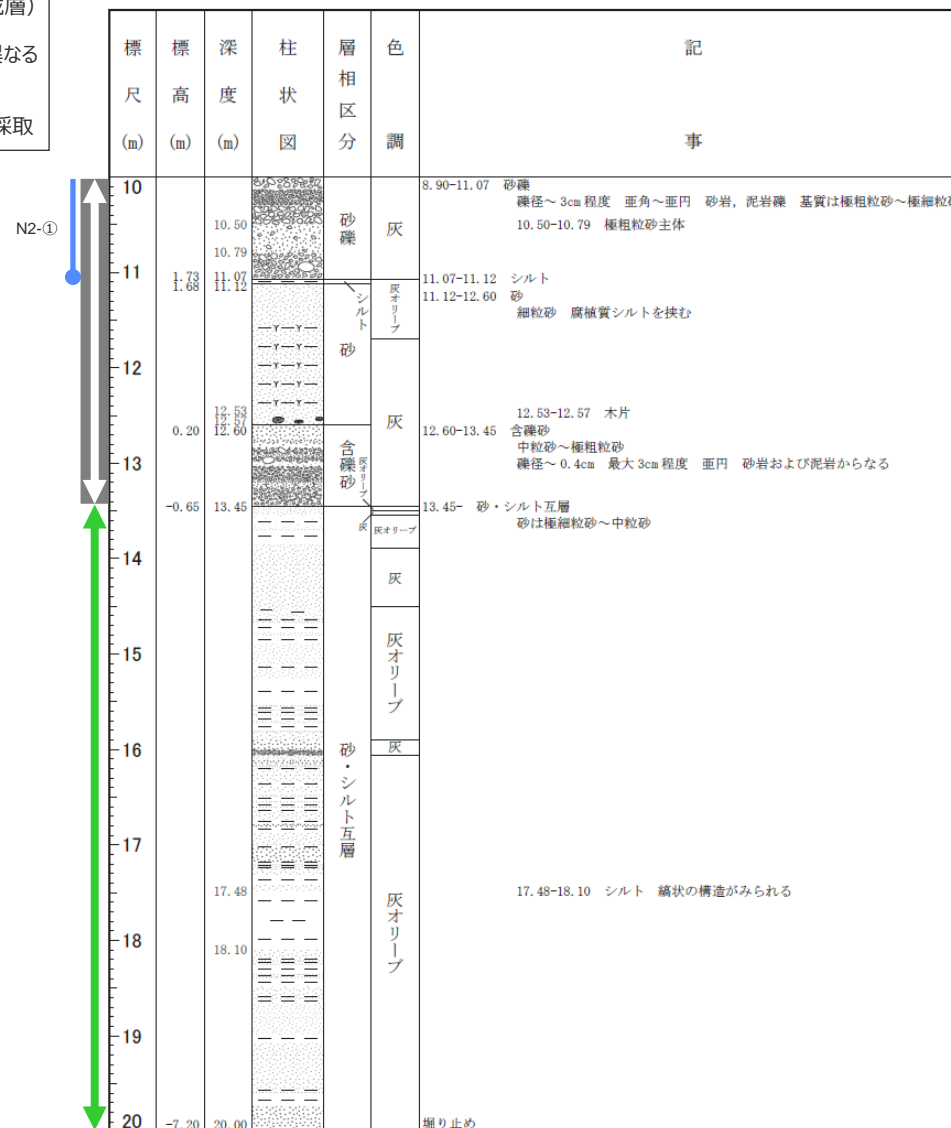 成層)
異なる
採取
標尺(m)
標高(m)
深度(m)
柱状図
層相区分
色調
記事
N2-①
10
11
12
13
14
15
16
17
18
19
20
1.73
1.68
0.20
-0.65
-7.20
10.50
10.79
11.07
11.12
12.53
12.57
12.60
13.45
17.48
18.10
20.00
砂礫
シルト
砂
含礫砂
砂・シルト互層
灰
灰オリーブ
灰
灰オリーブ
灰
灰オリーブ
灰
灰オリーブ
灰
灰オリーブ
8.90-11.07 砂礫
礫径～3cm程度 亜角～亜円 砂岩，泥岩礫 基質は極粗粒砂～極細粒砂
10.50-10.79 極粗粒砂主体
11.07-11.12 シルト
11.12-12.60 砂
細粒砂 腐植質シルトを挟む
12.53-12.57 木片
12.60-13.45 含礫砂
中粒砂～極粗粒砂
礫径～0.4cm 最大3cm程度 亜円 砂岩および泥岩からなる
13.45- 砂・シルト互層
砂は極細粒砂～中粒砂
17.48-18.10 シルト 縞状の構造がみられる
掘り止め